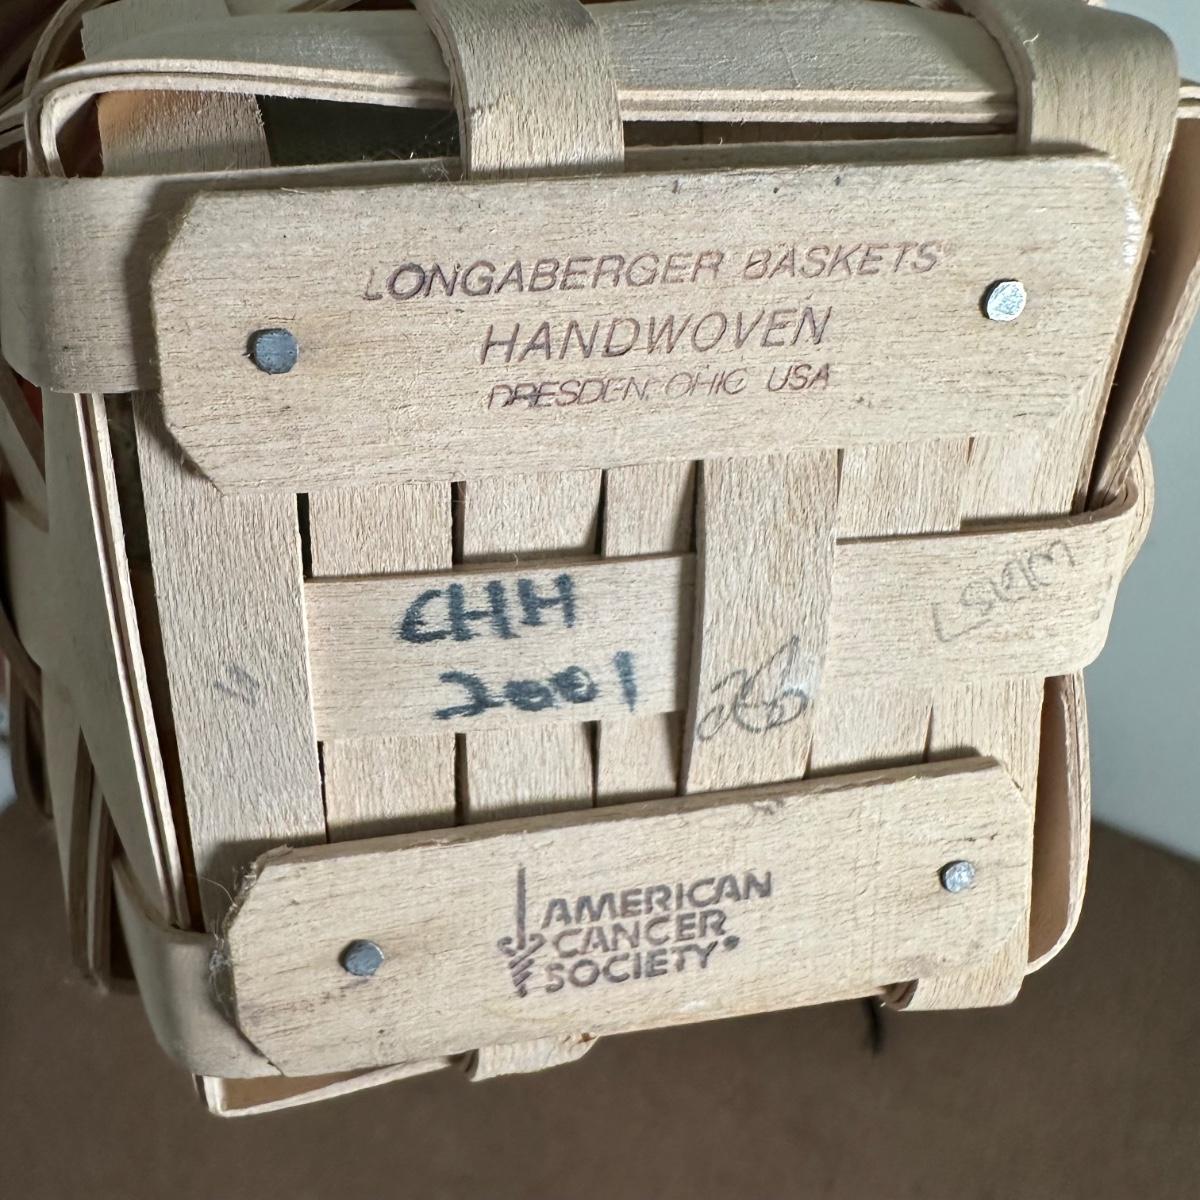 LONGABERGER BASKETS®
HANDWOVEN
DRESDEN, OHIO USA
CHH
2001
AMERICAN
CANCER
SOCIETY®